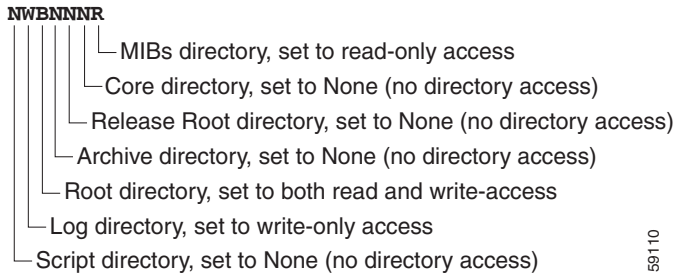 NWBNNNR
MIBs directory, set to read-only access
Core directory, set to None (no directory access)
Release Root directory, set to None (no directory access)
Archive directory, set to None (no directory access)
Root directory, set to both read and write-access
Log directory, set to write-only access
Script directory, set to None (no directory access)
59110